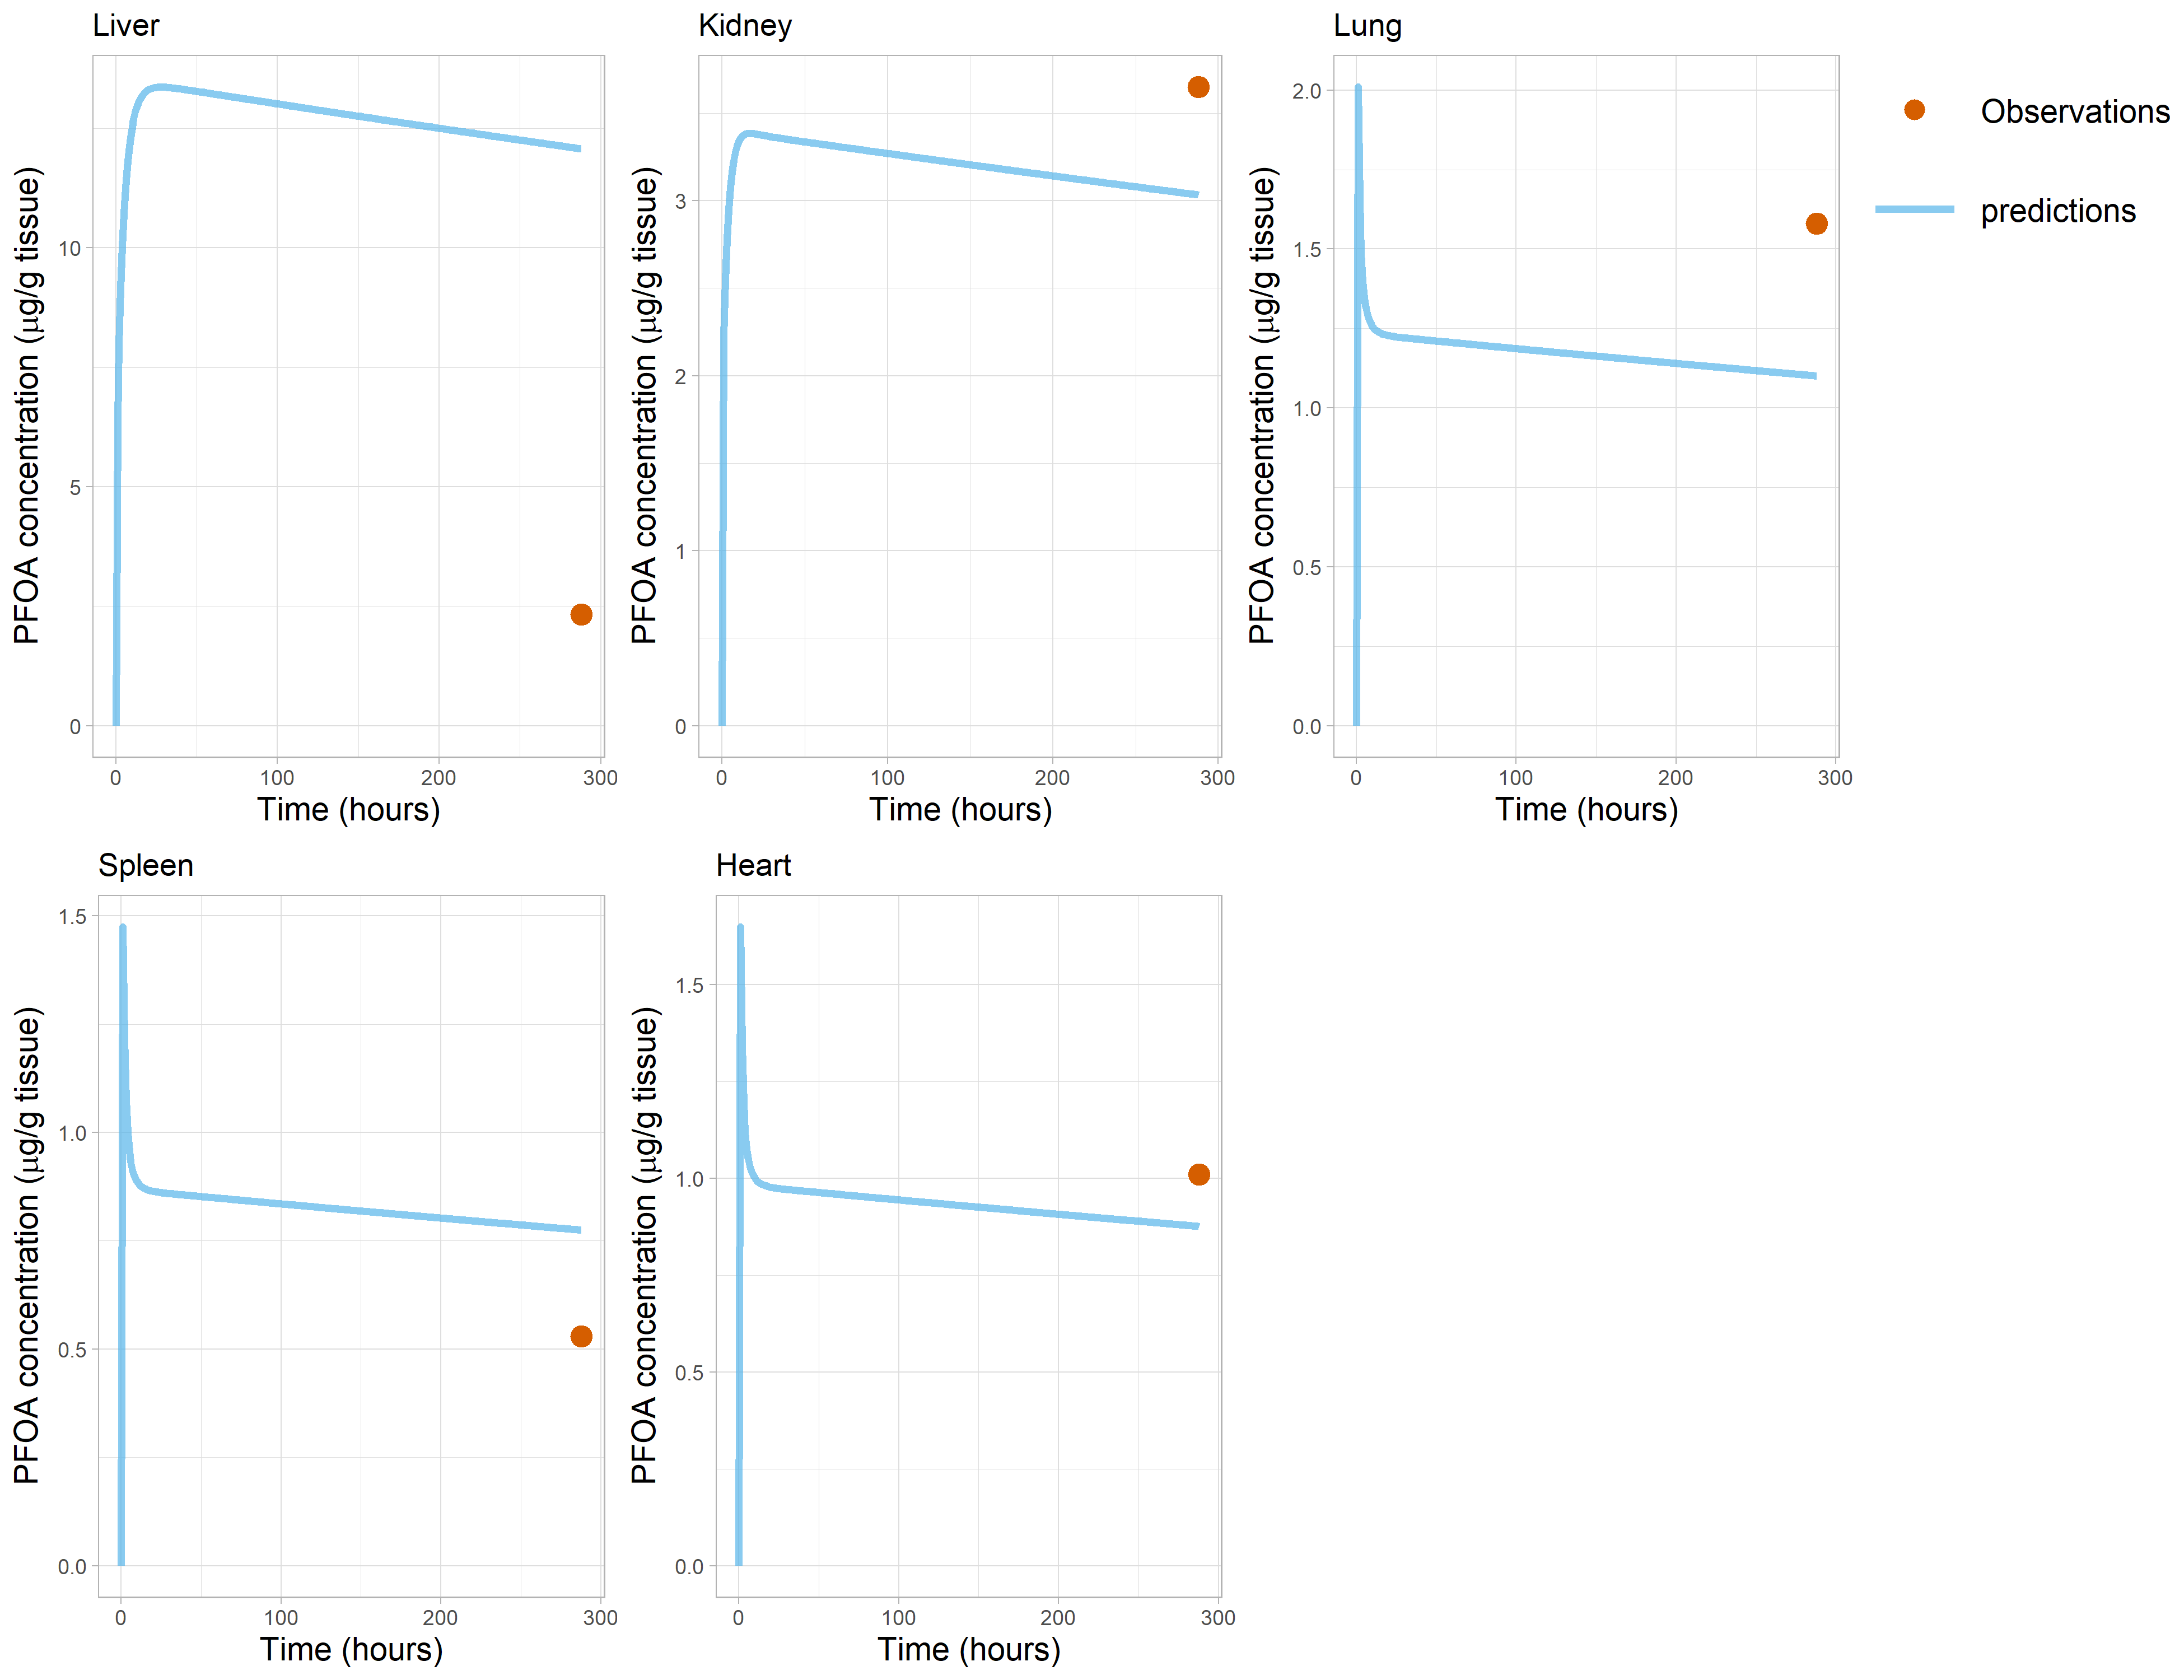 Liver
PFOA concentration (μg/g tissue)
10
5
0
0 100 200 300
Time (hours)
Kidney
PFOA concentration (μg/g tissue)
3
2
1
0
0 100 200 300
Time (hours)
Lung
PFOA concentration (μg/g tissue)
2.0
1.5
1.0
0.5
0.0
0 100 200 300
Time (hours)
Observations
predictions
Spleen
PFOA concentration (μg/g tissue)
1.5
1.0
0.5
0.0
0 100 200 300
Time (hours)
Heart
PFOA concentration (μg/g tissue)
1.5
1.0
0.5
0.0
0 100 200 300
Time (hours)